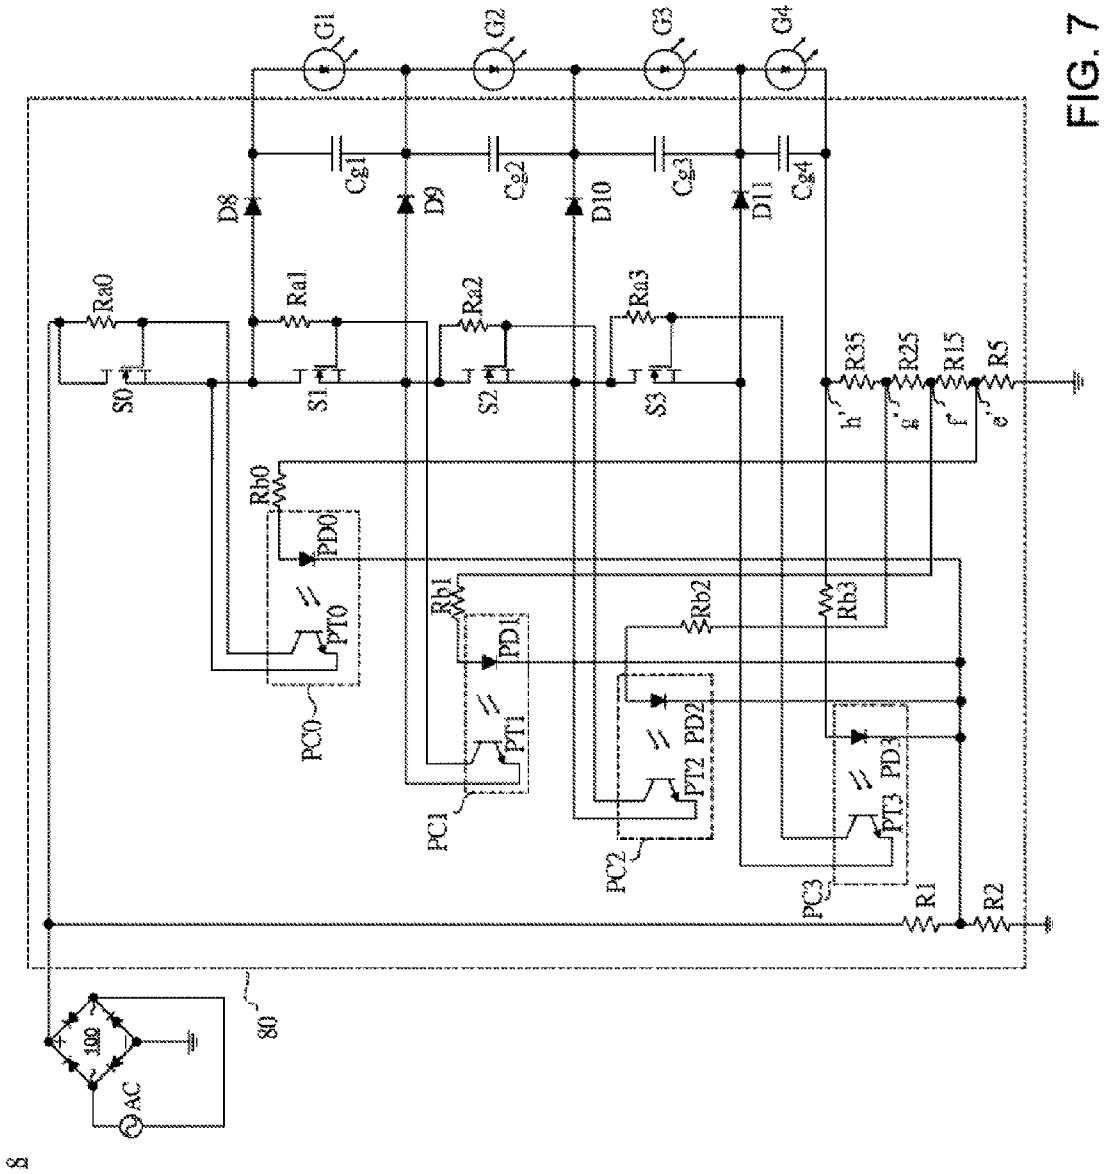 8
AC
100
+
−
~
~
80
R1
R2
PC0
PT0
PD0
Rb0
PC1
PT1
PD1
Rb1
PC2
PT2
PD2
Rb2
PC3
PT3
PD3
Rb3
S0
Ra0
S1
Ra1
S2
Ra2
S3
Ra3
h'
R35
g'
R25
f'
R15
e'
R5
D8
D9
D10
D11
Cg1
Cg2
Cg3
Cg4
G1
G2
G3
G4
FIG. 7